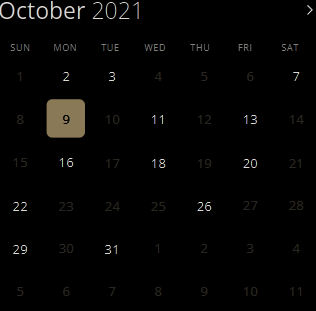 October 2021
SUN MON TUE WED THU FRI SAT
1 2 3 4 5 6 7
8 9 10 11 12 13 14
15 16 17 18 19 20 21
22 23 24 25 26 27 28
29 30 31 1 2 3 4
5 6 7 8 9 10 11